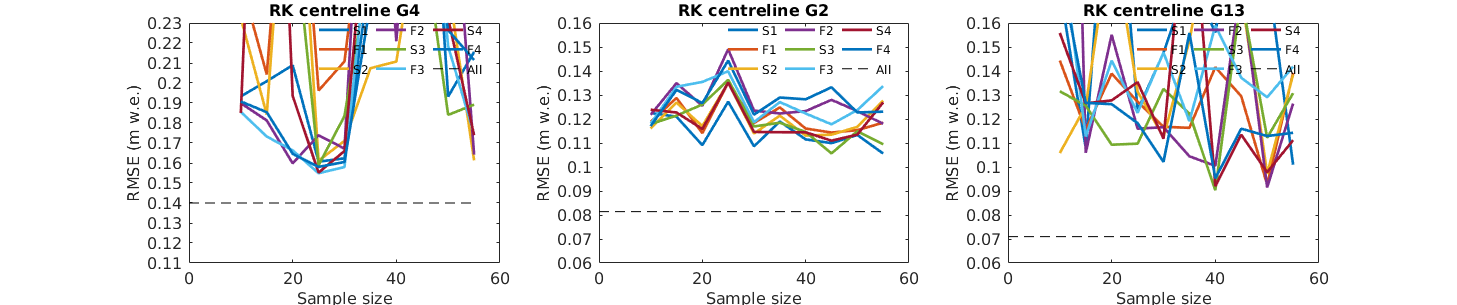 RK centreline G4
RMSE (m w.e.)
0.23
0.22
0.21
0.2
0.19
0.18
0.17
0.16
0.15
0.14
0.13
0.12
0.11
0 20 40 60
Sample size
S1 F2 S4
F1 S3 F4
S2 F3 All
RK centreline G2
RMSE (m w.e.)
0.16
0.15
0.14
0.13
0.12
0.11
0.1
0.09
0.08
0.07
0.06
0 20 40 60
Sample size
S1 F2 S4
F1 S3 F4
S2 F3 All
RK centreline G13
RMSE (m w.e.)
0.16
0.15
0.14
0.13
0.12
0.11
0.1
0.09
0.08
0.07
0.06
0 20 40 60
Sample size
S1 F2 S4
F1 S3 F4
S2 F3 All